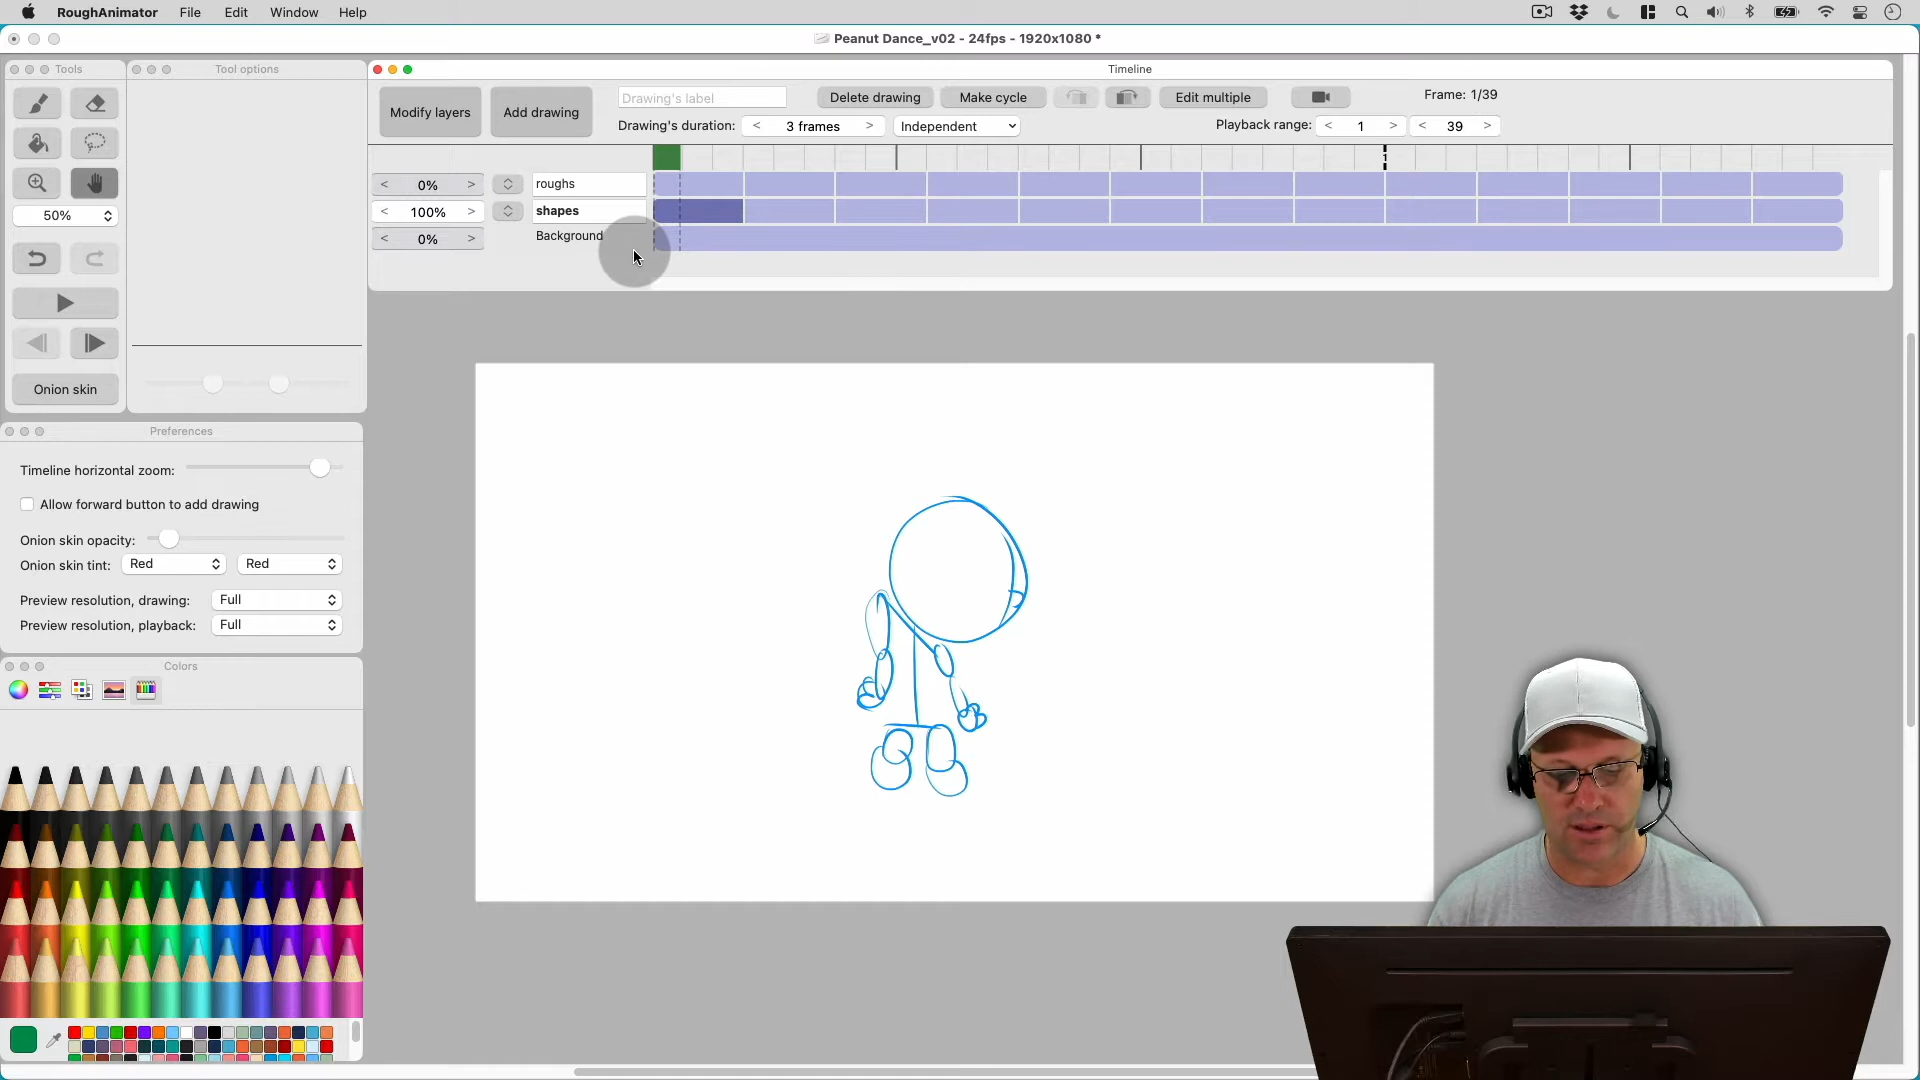 RoughAnimator File Edit Window Help
Peanut Dance_v02 - 24fps - 1920x1080 *
Tools
Tool options
Timeline
Modify layers
Add drawing
Drawing's label
Delete drawing
Make cycle
Edit multiple
Frame: 1/39
Drawing's duration: < 3 frames >
Independent
Playback range: < 1 > < 39 >
1
< 0% > roughs
< 100% > shapes
< 0% > Background
50%
Onion skin
Preferences
Timeline horizontal zoom:
Allow forward button to add drawing
Onion skin opacity:
Onion skin tint: Red Red
Preview resolution, drawing: Full
Preview resolution, playback: Full
Colors